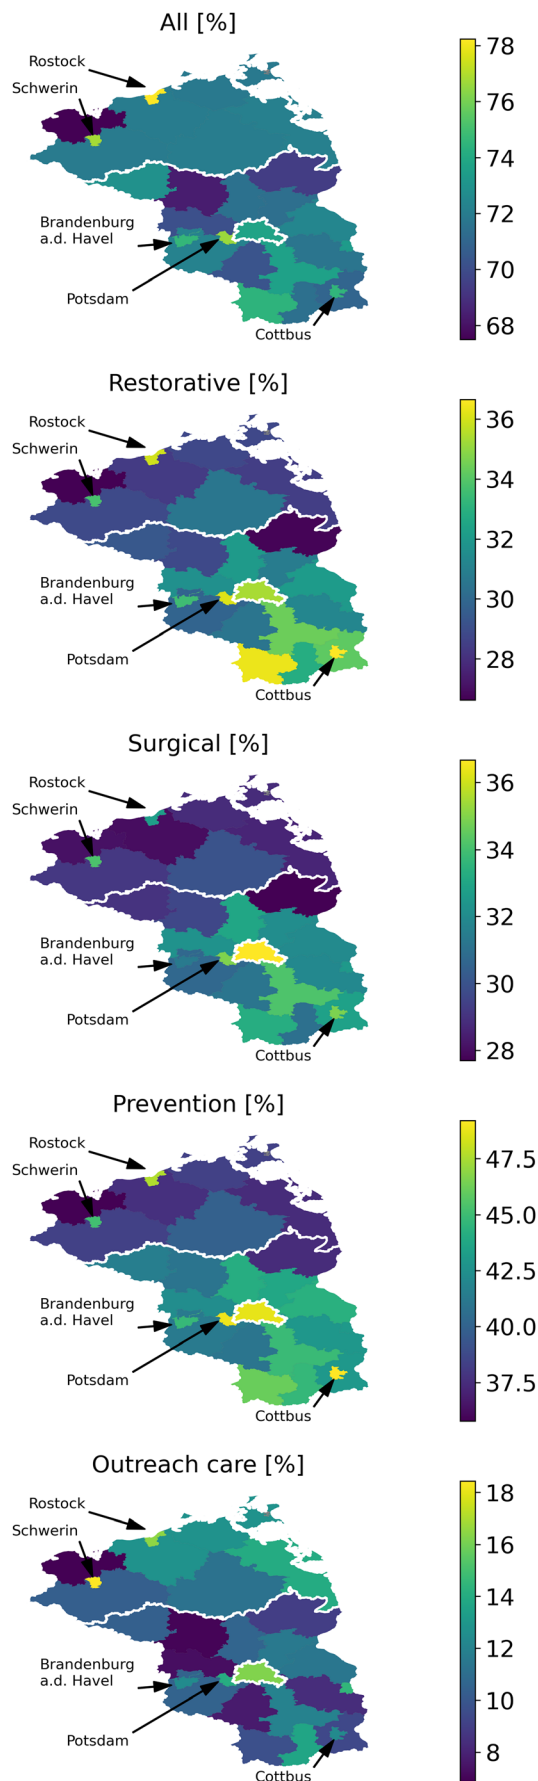 All [%]
Rostock
Schwerin
Brandenburg
a.d. Havel
Potsdam
Cottbus
78
76
74
72
70
68
Restorative [%]
Rostock
Schwerin
Brandenburg
a.d. Havel
Potsdam
Cottbus
36
34
32
30
28
Surgical [%]
Rostock
Schwerin
Brandenburg
a.d. Havel
Potsdam
Cottbus
36
34
32
30
28
Prevention [%]
Rostock
Schwerin
Brandenburg
a.d. Havel
Potsdam
Cottbus
47.5
45.0
42.5
40.0
37.5
Outreach care [%]
Rostock
Schwerin
Brandenburg
a.d. Havel
Potsdam
Cottbus
18
16
14
12
10
8